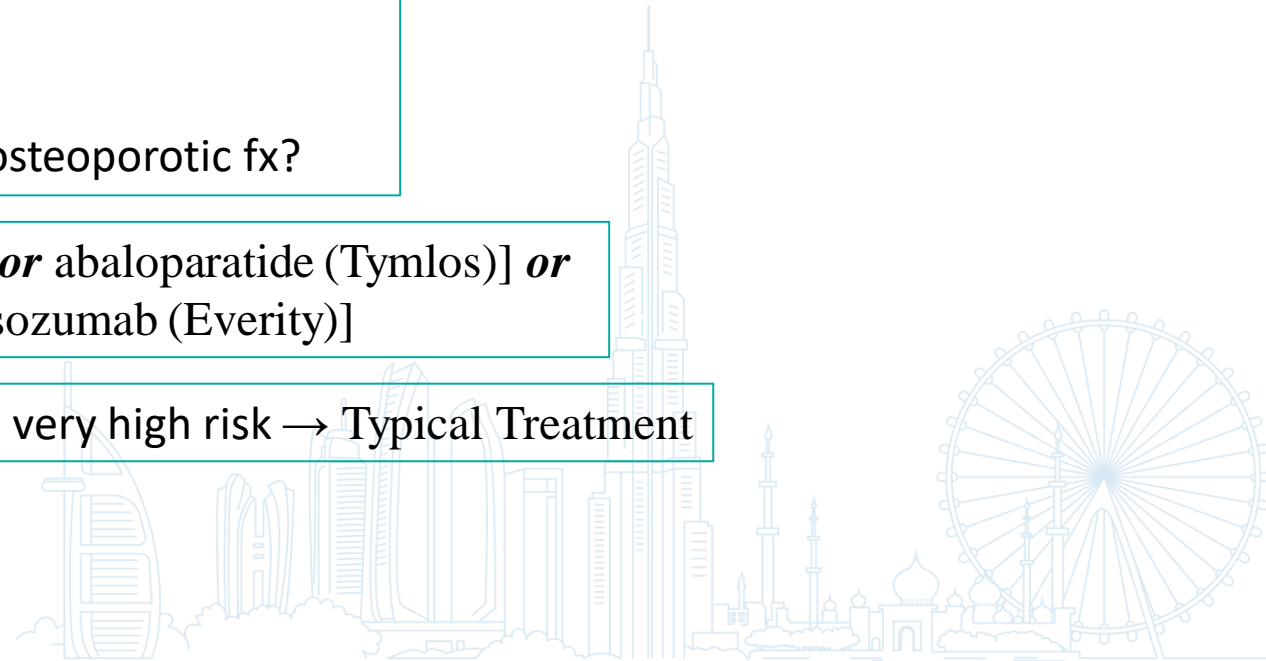 osteoporotic fx?
or abaloparatide (Tymlos)] or
sozumab (Everity)]
very high risk → Typical Treatment